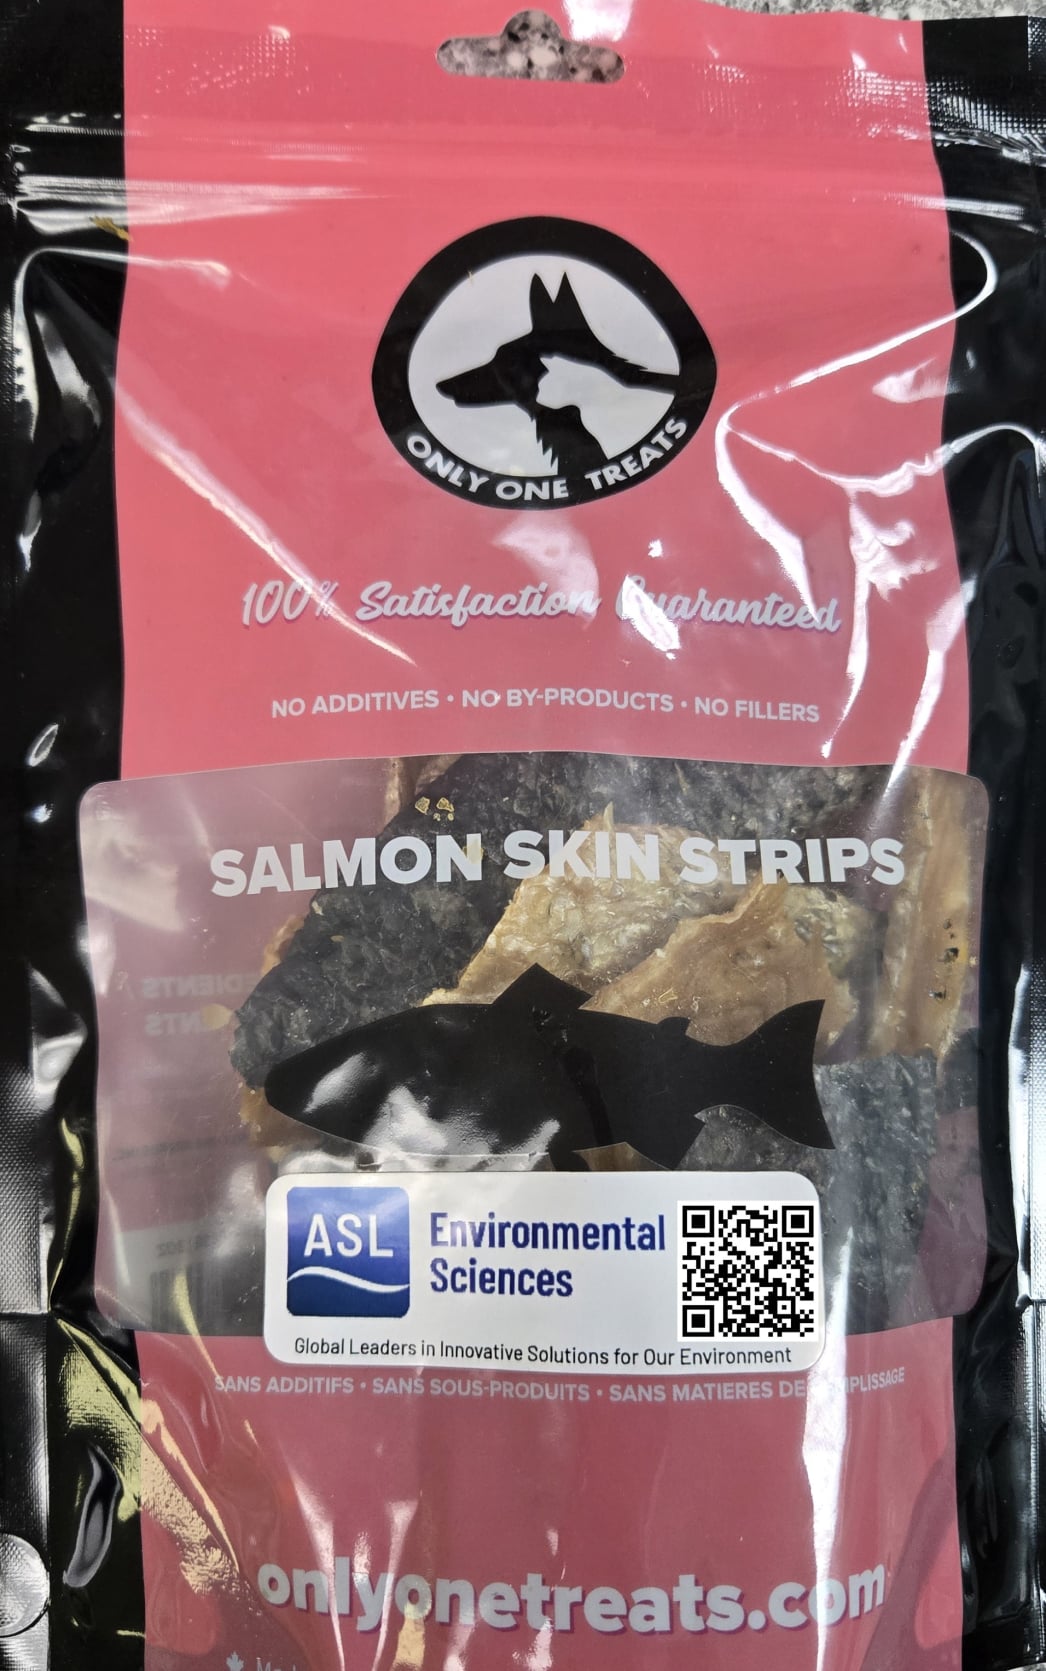 ONLY ONE TREATS
100% Satisfaction Guaranteed
NO ADDITIVES • NO BY-PRODUCTS • NO FILLERS
SALMON SKIN STRIPS
ASL
Environmental
Sciences
Global Leaders in Innovative Solutions for Our Environment
SANS ADDITIFS • SANS SOUS-PRODUITS • SANS MATIERES DE
onlyonetreats.com